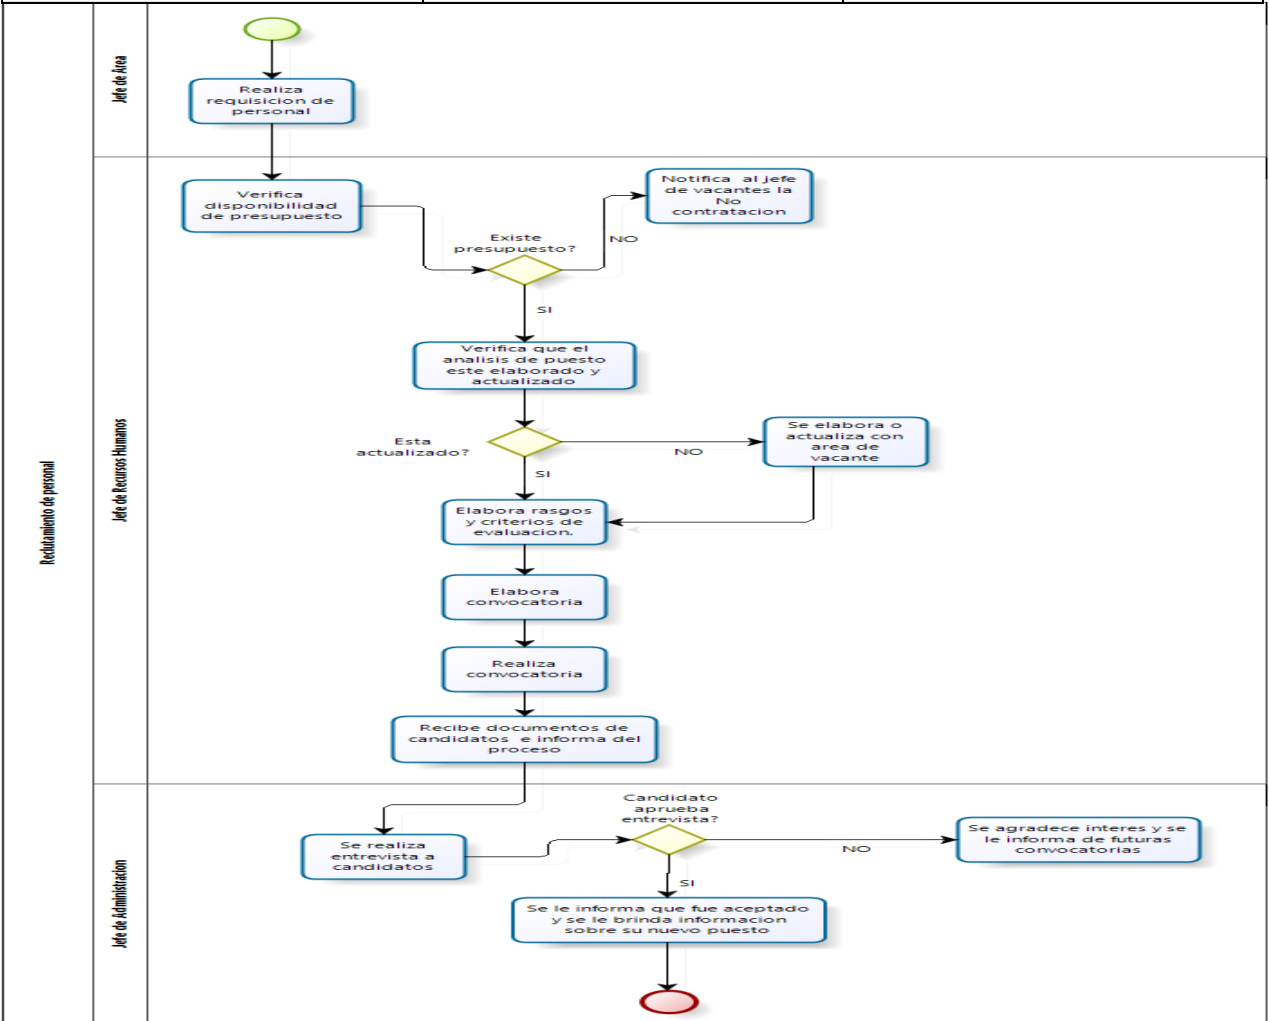 Reclutamiento de personal
Jefe de Area
Realiza
requisicion de
personal
Jefe de Recursos Humanos
Verifica
disponibilidad
de presupuesto
Existe
presupuesto?
NO
Notifica al jefe
de vacantes la
No
contratacion
SI
Verifica que el
analisis de puesto
este elaborado y
actualizado
Esta
actualizado?
NO
Se elabora o
actualiza con
area de
vacante
SI
Elabora rasgos
y criterios de
evaluacion.
Elabora
convocatoria
Realiza
convocatoria
Recibe documentos de
candidatos e informa del
proceso
Jefe de Administracion
Se realiza
entrevista a
candidatos
Candidato
aprueba
entrevista?
NO
Se agradece interes y se
le informa de futuras
convocatorias
SI
Se le informa que fue aceptado
y se le brinda informacion
sobre su nuevo puesto